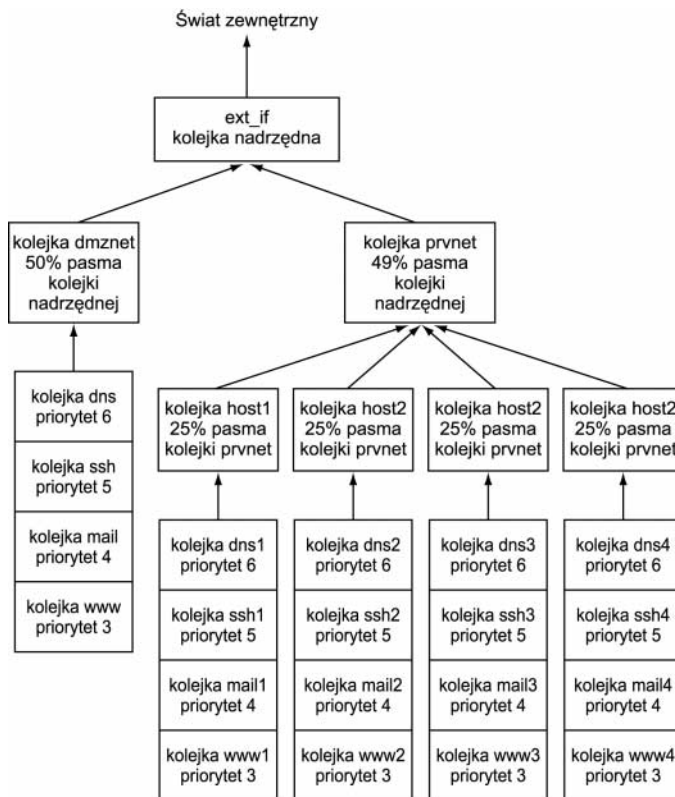 Świat zewnętrzny
ext_if
kolejka nadrzędna
kolejka dmznet
50% pasma
kolejki
nadrzędnej
kolejka prvnet
49% pasma
kolejki
nadrzędnej
kolejka dns
priorytet 6
kolejka ssh
priorytet 5
kolejka mail
priorytet 4
kolejka www
priorytet 3
kolejka host1
25% pasma
kolejki prvnet
kolejka host2
25% pasma
kolejki prvnet
kolejka host2
25% pasma
kolejki prvnet
kolejka host2
25% pasma
kolejki prvnet
kolejka dns1
priorytet 6
kolejka ssh1
priorytet 5
kolejka mail1
priorytet 4
kolejka www1
priorytet 3
kolejka dns2
priorytet 6
kolejka ssh2
priorytet 5
kolejka mail2
priorytet 4
kolejka www2
priorytet 3
kolejka dns3
priorytet 6
kolejka ssh3
priorytet 5
kolejka mail3
priorytet 4
kolejka www3
priorytet 3
kolejka dns4
priorytet 6
kolejka ssh4
priorytet 5
kolejka mail4
priorytet 4
kolejka www4
priorytet 3